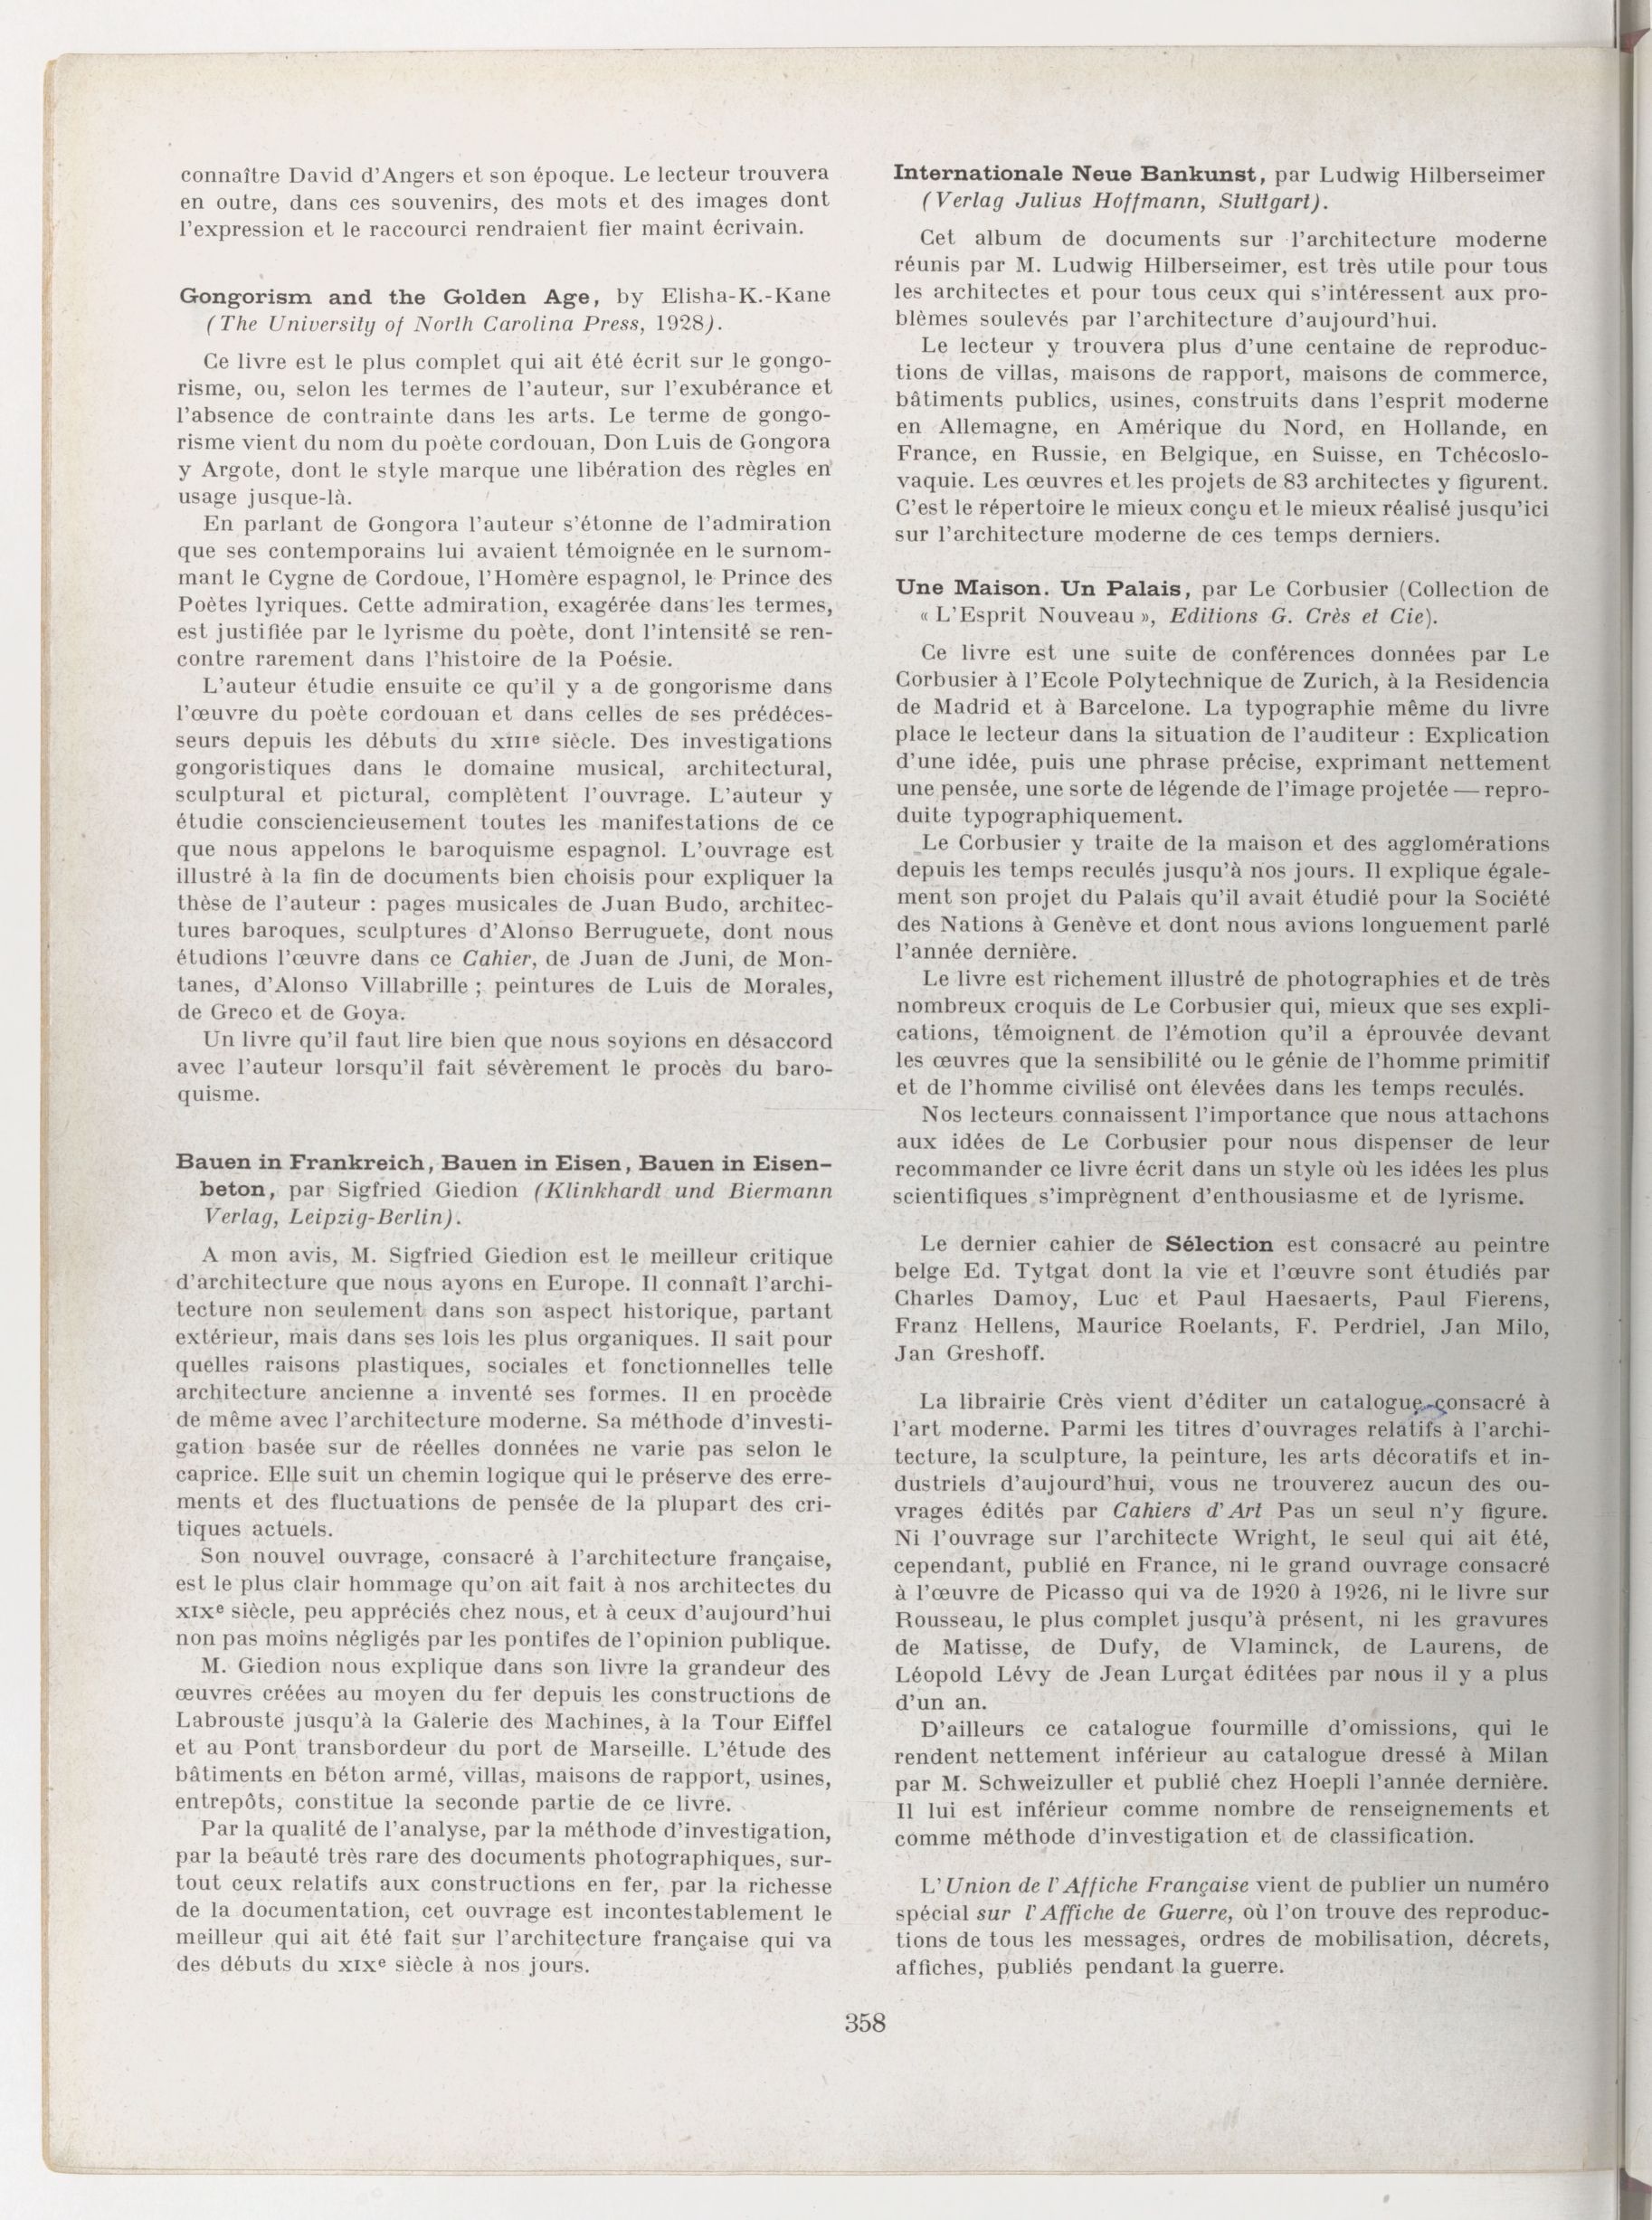 connaître David d'Angers et son époque. Le lecteur trouvera
en outre, dans ces souvenirs, des mots et des images dont
l'expression et le raccourci rendraient fier maint écrivain.
Gongorism and the Golden Age, by Elisha-K.-Kane
(The University of North Carolina Press, 1928).
Ce livre est le plus complet qui ait été écrit sur le gongo-
risme, ou, selon les termes de l'auteur, sur l'exubérance et
l'absence de contrainte dans les arts. Le terme de gongo-
risme vient du nom du poète cordouan, Don Luis de Gongora
y Argote, dont le style marque une libération des règles en
usage jusque-là.
En parlant de Gongora l'auteur s'étonne de l'admiration
que ses contemporains lui avaient témoignée en le surnom-
mant le Cygne de Cordoue, l'Homère espagnol, le Prince des
Poètes lyriques. Cette admiration, exagérée dans les termes,
est justifiée par le lyrisme du poète, dont l'intensité se ren-
contre rarement dans l'histoire de la Poésie.
L'auteur étudie ensuite ce qu'il y a de gongorisme dans
l'œuvre du poète cordouan et dans celles de ses prédéces-
seurs depuis les débuts du XIIIe siècle. Des investigations
gongoristiques dans le domaine musical, architectural,
sculptural et pictural, complètent l'ouvrage. L'auteur y
étudie consciencieusement toutes les manifestations de ce
que nous appelons le baroquisme espagnol. L'ouvrage est
illustré à la fin de documents bien choisis pour expliquer la
thèse de l'auteur : pages musicales de Juan Budo, architec-
tures baroques, sculptures d'Alonso Berruguete, dont nous
étudions l'œuvre dans ce Cahier, de Juan de Juni, de Mon-
tanes, d'Alonso Villabrille ; peintures de Luis de Morales,
de Greco et de Goya.
Un livre qu'il faut lire bien que nous soyions en désaccord
avec l'auteur lorsqu'il fait sévèrement le procès du baro-
quisme.
Bauen in Frankreich, Bauen in Eisen, Bauen in Eisen-
beton, par Sigfried Giedion (Klinkhardt und Biermann
Verlag, Leipzig-Berlin).
A mon avis, M. Sigfried Giedion est le meilleur critique
d'architecture que nous ayons en Europe. Il connaît l'archi-
tecture non seulement dans son aspect historique, partant
extérieur, mais dans ses lois les plus organiques. Il sait pour
quelles raisons plastiques, sociales et fonctionnelles telle
architecture ancienne a inventé ses formes. Il en procède
de même avec l'architecture moderne. Sa méthode d'investi-
gation basée sur de réelles données ne varie pas selon le
caprice. Elle suit un chemin logique qui le préserve des erre-
ments et des fluctuations de pensée de la plupart des cri-
tiques actuels.
Son nouvel ouvrage, consacré à l'architecture française,
est le plus clair hommage qu'on ait fait à nos architectes du
XIXe siècle, peu appréciés chez nous, et à ceux d'aujourd'hui
non pas moins négligés par les pontifes de l'opinion publique.
M. Giedion nous explique dans son livre la grandeur des
œuvres créées au moyen du fer depuis les constructions de
Labrouste jusqu'à la Galerie des Machines, à la Tour Eiffel
et au Pont transbordeur du port de Marseille. L'étude des
bâtiments en béton armé, villas, maisons de rapport, usines,
entrepôts, constitue la seconde partie de ce livre.
Par la qualité de l'analyse, par la méthode d'investigation,
par la beauté très rare des documents photographiques, sur-
tout ceux relatifs aux constructions en fer, par la richesse
de la documentation, cet ouvrage est incontestablement le
meilleur qui ait été fait sur l'architecture française qui va
des débuts du XIXe siècle à nos jours.
Internationale Neue Bankunst, par Ludwig Hilberseimer
(Verlag Julius Hoffmann, Stuttgart).
Cet album de documents sur l'architecture moderne
réunis par M. Ludwig Hilberseimer, est très utile pour tous
les architectes et pour tous ceux qui s'intéressent aux pro-
blèmes soulevés par l'architecture d'aujourd'hui.
Le lecteur y trouvera plus d'une centaine de reproduc-
tions de villas, maisons de rapport, maisons de commerce,
bâtiments publics, usines, construits dans l'esprit moderne
en Allemagne, en Amérique du Nord, en Hollande, en
France, en Russie, en Belgique, en Suisse, en Tchécoslo-
vaquie. Les œuvres et les projets de 83 architectes y figurent.
C'est le répertoire le mieux conçu et le mieux réalisé jusqu'ici
sur l'architecture moderne de ces temps derniers.
Une Maison. Un Palais, par Le Corbusier (Collection de
« L'Esprit Nouveau », Editions G. Crès et Cie).
Ce livre est une suite de conférences données par Le
Corbusier à l'Ecole Polytechnique de Zurich, à la Residencia
de Madrid et à Barcelone. La typographie même du livre
place le lecteur dans la situation de l'auditeur : Explication
d'une idée, puis une phrase précise, exprimant nettement
une pensée, une sorte de légende de l'image projetée — repro-
duite typographiquement.
Le Corbusier y traite de la maison et des agglomérations
depuis les temps reculés jusqu'à nos jours. Il explique égale-
ment son projet du Palais qu'il avait étudié pour la Société
des Nations à Genève et dont nous avions longuement parlé
l'année dernière.
Le livre est richement illustré de photographies et de très
nombreux croquis de Le Corbusier qui, mieux que ses expli-
cations, témoignent de l'émotion qu'il a éprouvée devant
les œuvres que la sensibilité ou le génie de l'homme primitif
et de l'homme civilisé ont élevées dans les temps reculés.
Nos lecteurs connaissent l'importance que nous attachons
aux idées de Le Corbusier pour nous dispenser de leur
recommander ce livre écrit dans un style où les idées les plus
scientifiques s'imprègnent d'enthousiasme et de lyrisme.
Le dernier cahier de Sélection est consacré au peintre
belge Ed. Tytgat dont la vie et l'œuvre sont étudiés par
Charles Damoy, Luc et Paul Haesaerts, Paul Fierens,
Franz Hellens, Maurice Roelants, F. Perdriel, Jan Milo,
Jan Greshoff.
La librairie Crès vient d'éditer un catalogue consacré à
l'art moderne. Parmi les titres d'ouvrages relatifs à l'archi-
tecture, la sculpture, la peinture, les arts décoratifs et in-
dustriels d'aujourd'hui, vous ne trouverez aucun des ou-
vrages édités par Cahiers d'Art Pas un seul n'y figure.
Ni l'ouvrage sur l'architecte Wright, le seul qui ait été,
cependant, publié en France, ni le grand ouvrage consacré
à l'œuvre de Picasso qui va de 1920 à 1926, ni le livre sur
Rousseau, le plus complet jusqu'à présent, ni les gravures
de Matisse, de Dufy, de Vlaminck, de Laurens, de
Léopold Lévy de Jean Lurçat éditées par nous il y a plus
d'un an.
D'ailleurs ce catalogue fourmille d'omissions, qui le
rendent nettement inférieur au catalogue dressé à Milan
par M. Schweizuller et publié chez Hoepli l'année dernière.
Il lui est inférieur comme nombre de renseignements et
comme méthode d'investigation et de classification.
L'Union de l'Affiche Française vient de publier un numéro
spécial sur l'Affiche de Guerre, où l'on trouve des reproduc-
tions de tous les messages, ordres de mobilisation, décrets,
affiches, publiés pendant la guerre.
358